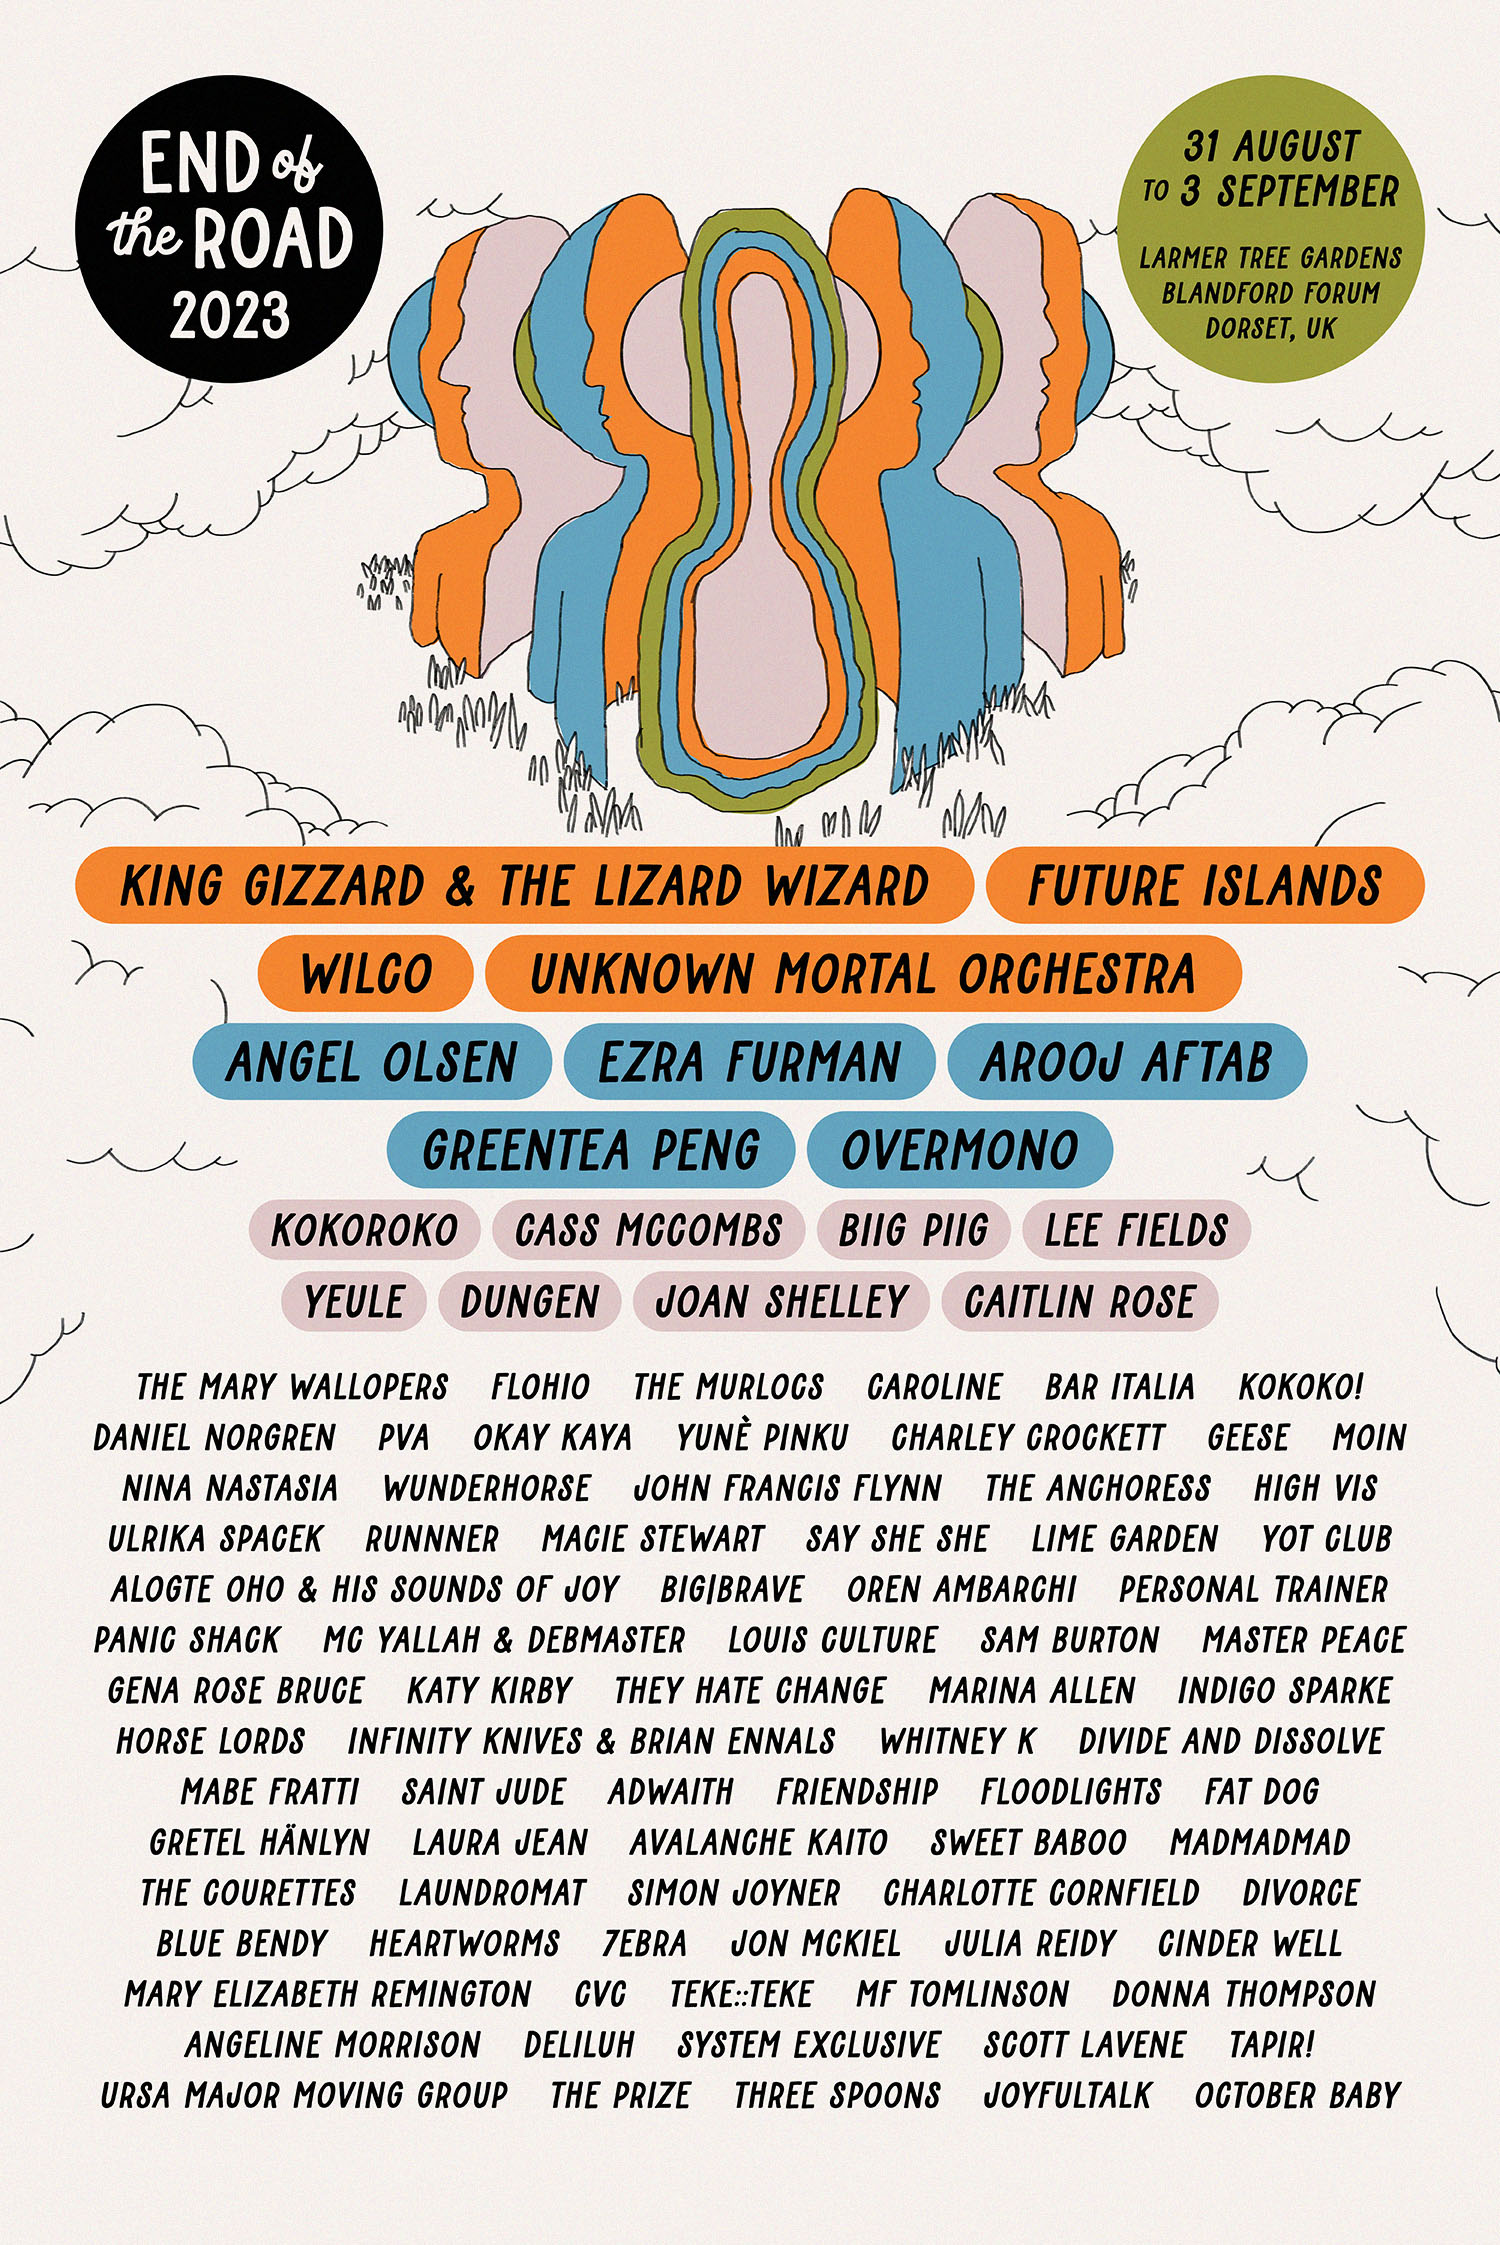 END of
the ROAD
2023
31 AUGUST
TO 3 SEPTEMBER
LARMER TREE GARDENS
BLANDFORD FORUM
DORSET, UK
KING GIZZARD & THE LIZARD WIZARD FUTURE ISLANDS
WILCO UNKNOWN MORTAL ORCHESTRA
ANGEL OLSEN EZRA FURMAN AROOJ AFTAB
GREENTEA PENG OVERMONO
KOKOROKO CASS MCCOMBS BIIG PIIG LEE FIELDS
YEULE DUNGEN JOAN SHELLEY CAITLIN ROSE
THE MARY WALLOPERS FLOHIO THE MURLOCS CAROLINE BAR ITALIA KOKOKO!
DANIEL NORGREN PVA OKAY KAYA YUNÈ PINKU CHARLEY CROCKETT GEESE MOIN
NINA NASTASIA WUNDERHORSE JOHN FRANCIS FLYNN THE ANCHORESS HIGH VIS
ULRIKA SPACEK RUNNNER MACIE STEWART SAY SHE SHE LIME GARDEN YOT CLUB
ALOGTE OHO & HIS SOUNDS OF JOY BIG|BRAVE OREN AMBARCHI PERSONAL TRAINER
PANIC SHACK MC YALLAH & DEBMASTER LOUIS CULTURE SAM BURTON MASTER PEACE
GENA ROSE BRUCE KATY KIRBY THEY HATE CHANGE MARINA ALLEN INDIGO SPARKE
HORSE LORDS INFINITY KNIVES & BRIAN ENNALS WHITNEY K DIVIDE AND DISSOLVE
MABE FRATTI SAINT JUDE ADWAITH FRIENDSHIP FLOODLIGHTS FAT DOG
GRETEL HÄNLYN LAURA JEAN AVALANCHE KAITO SWEET BABOO MADMADMAD
THE COURETTES LAUNDROMAT SIMON JOYNER CHARLOTTE CORNFIELD DIVORCE
BLUE BENDY HEARTWORMS 7EBRA JON MCKIEL JULIA REIDY CINDER WELL
MARY ELIZABETH REMINGTON CVC TEKE::TEKE MF TOMLINSON DONNA THOMPSON
ANGELINE MORRISON DELILUH SYSTEM EXCLUSIVE SCOTT LAVENE TAPIR!
URSA MAJOR MOVING GROUP THE PRIZE THREE SPOONS JOYFULTALK OCTOBER BABY